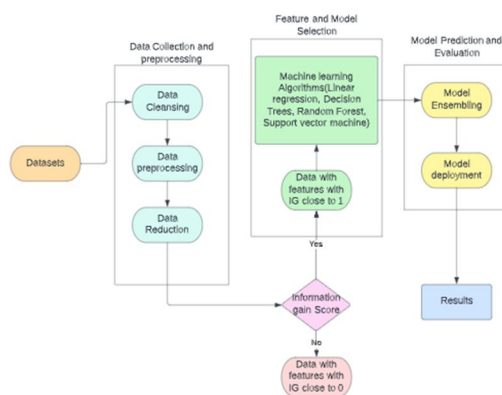 Data Collection and
preprocessing
Feature and Model
Selection
Model Prediction and
Evaluation
Datasets
Data
Cleansing
Data
preprocessing
Data
Reduction
Machine learning
Algorithms(Linear
regression, Decision
Trees, Random Forest,
Support vector machine)
Data with
features with
IG close to 1
Yes
Information
gain Score
No
Data with
features with
IG close to 0
Model
Ensembling
Model
deployment
Results